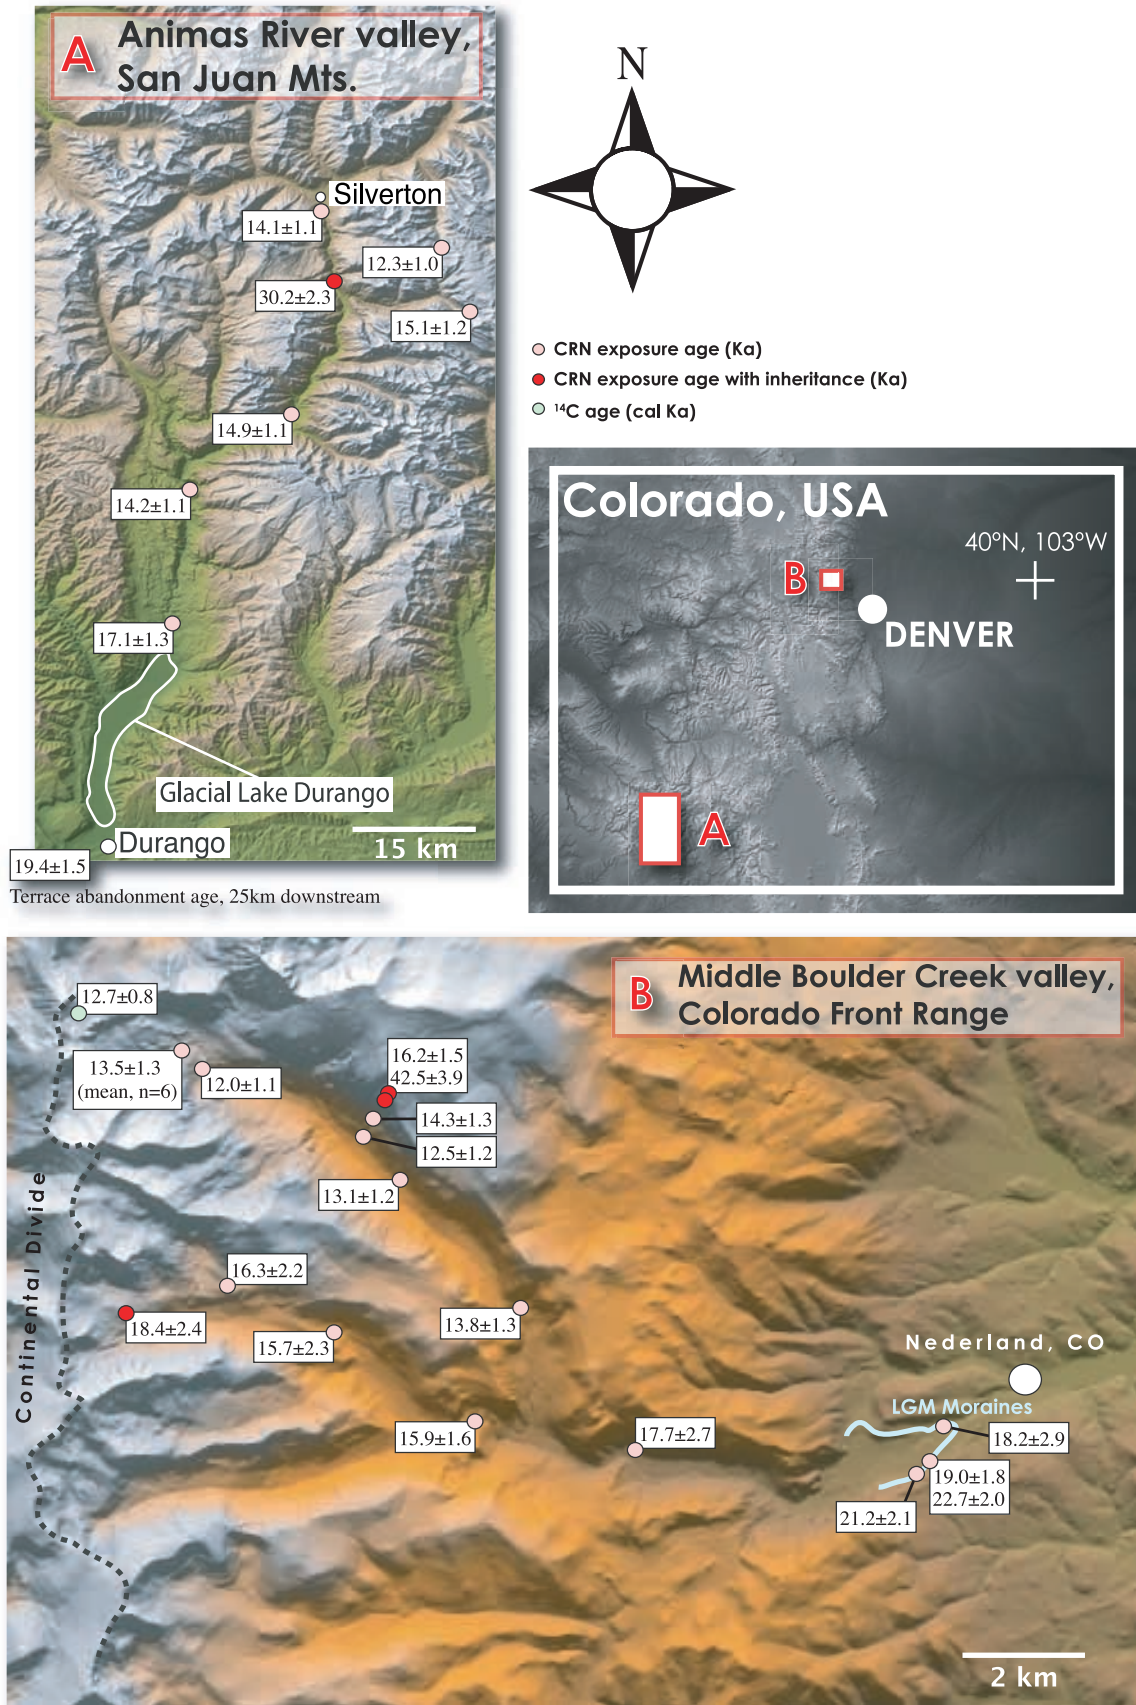 A Animas River valley,
San Juan Mts.
N
Silverton
14.1±1.1
12.3±1.0
30.2±2.3
15.1±1.2
14.9±1.1
14.2±1.1
17.1±1.3
Glacial Lake Durango
Durango
15 km
19.4±1.5
Terrace abandonment age, 25km downstream
CRN exposure age (Ka)
CRN exposure age with inheritance (Ka)
¹⁴C age (cal Ka)
Colorado, USA
40ºN, 103ºW
B
DENVER
A
B Middle Boulder Creek valley,
Colorado Front Range
12.7±0.8
13.5±1.3
(mean, n=6)
12.0±1.1
16.2±1.5
42.5±3.9
14.3±1.3
12.5±1.2
13.1±1.2
Continental Divide
16.3±2.2
18.4±2.4
15.7±2.3
13.8±1.3
15.9±1.6
17.7±2.7
Nederland, CO
LGM Moraines
18.2±2.9
19.0±1.8
22.7±2.0
21.2±2.1
2 km